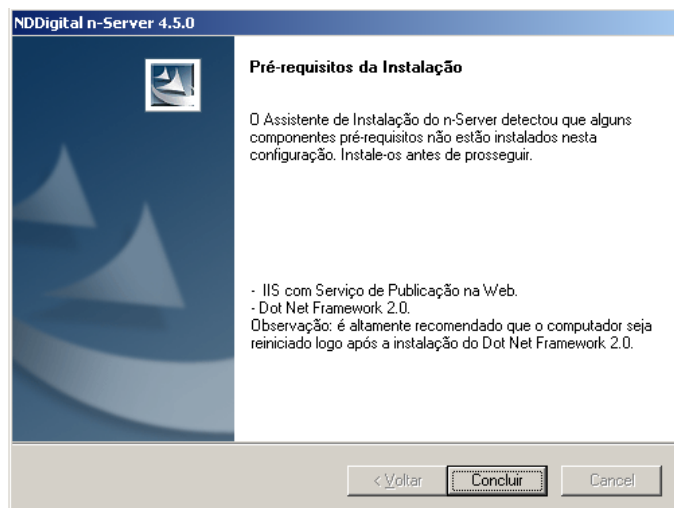 NDDigital n-Server 4.5.0
Pré-requisitos da Instalação
O Assistente de Instalação do n-Server detectou que alguns
componentes pré-requisitos não estão instalados nesta
configuração. Instale-os antes de prosseguir.
- IIS com Serviço de Publicação na Web.
- Dot Net Framework 2.0.
Observação: é altamente recomendado que o computador seja
reiniciado logo após a instalação do Dot Net Framework 2.0.
< Voltar Concluir Cancel